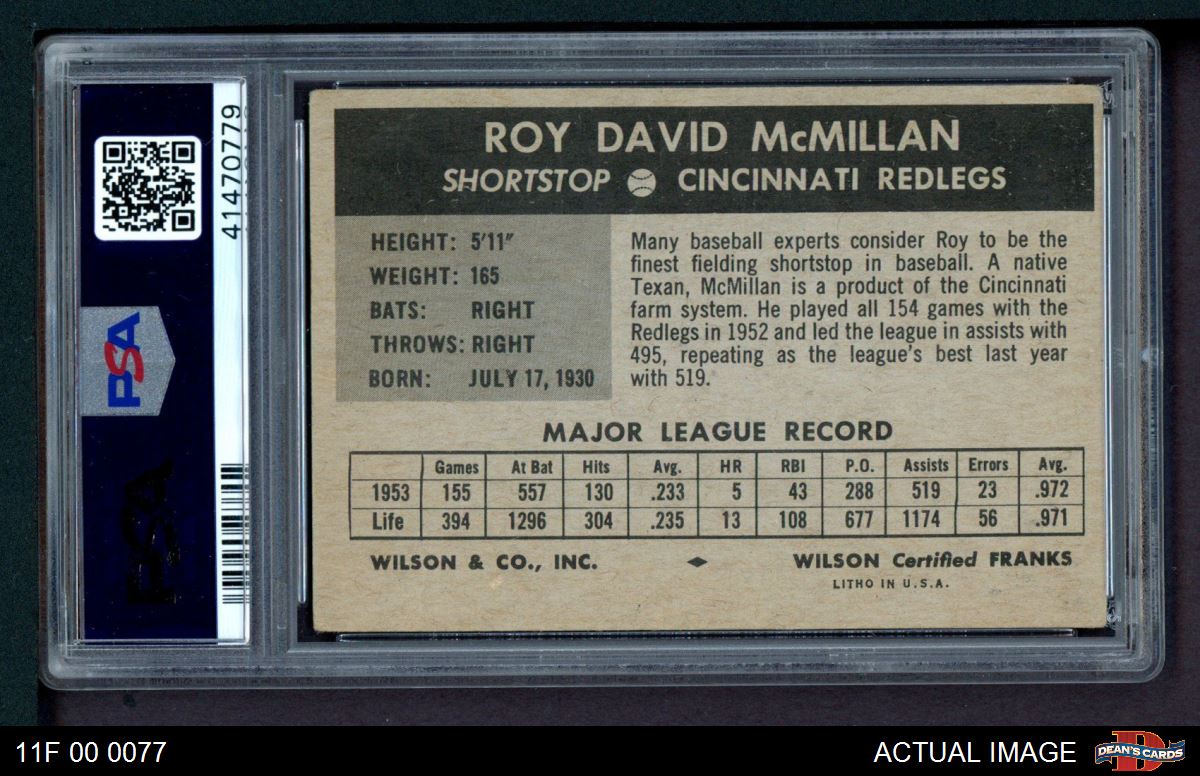 41470779
PSA
ROY DAVID McMILLAN
SHORTSTOP CINCINNATI REDLEGS
HEIGHT: 5'11"
WEIGHT: 165
BATS: RIGHT
THROWS: RIGHT
BORN: JULY 17, 1930
Many baseball experts consider Roy to be the
finest fielding shortstop in baseball. A native
Texan, McMillan is a product of the Cincinnati
farm system. He played all 154 games with the
Redlegs in 1952 and led the league in assists with
495, repeating as the league's best last year
with 519.
MAJOR LEAGUE RECORD
Games At Bat Hits Avg. HR RBI P.O. Assists Errors Avg.
1953 155 557 130 .233 5 43 288 519 23 .972
Life 394 1296 304 .235 13 108 677 1174 56 .971
WILSON & CO., INC. WILSON Certified FRANKS
LITHO IN U.S.A.
PSA
11F 00 0077 ACTUAL IMAGE DEAN'S CARDS